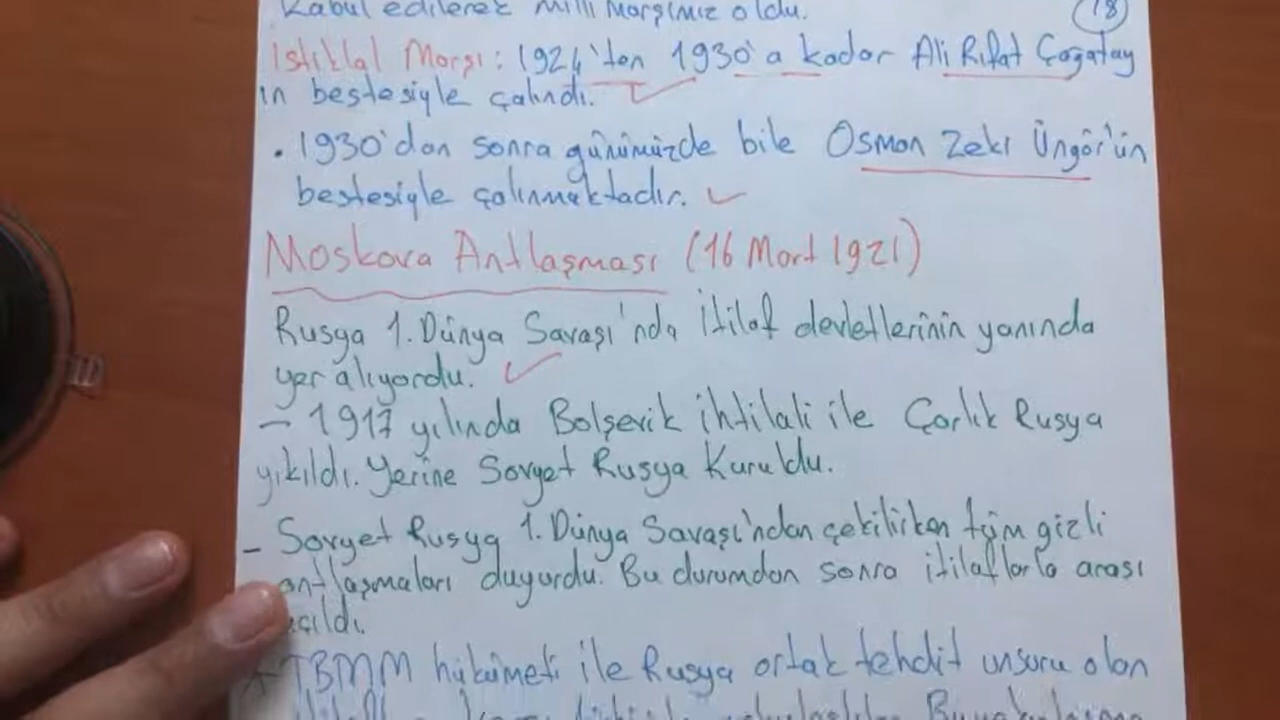 Kabul edilerek milli marşımız oldu.
18
İstiklal Marşı: 1924'ten 1930'a kadar Ali Rıfat Çağatay
ın bestesiyle çalındı.
. 1930'dan sonra günümüzde bile Osman Zeki Üngör'ün
bestesiyle çalınmaktadır.
Moskova Antlaşması (16 Mart 1921)
Rusya 1. Dünya Savaşı'nda İtilaf devletlerinin yanında
yer alıyordu.
- 1917 yılında Bolşevik ihtilali ile Çarlık Rusya
yıkıldı. Yerine Sovyet Rusya Kuruldu.
- Sovyet Rusya 1. Dünya Savaşı'ndan çekilirken tüm gizli
antlaşmaları duyurdu. Bu durumdan sonra itilaflarla arası
açıldı.
* TBMM hükümeti ile Rusya ortak tehdit unsuru olan